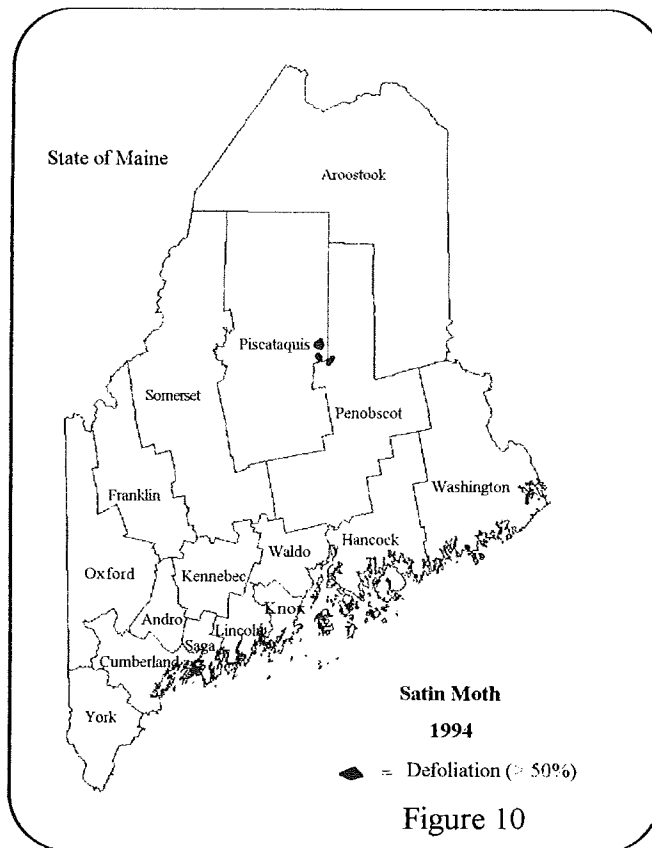 State of Maine
Aroostook
Piscataquis
Somerset
Penobscot
Washington
Franklin
Hancock
Waldo
Oxford
Kennebec
Knox
Andro
Lincoln
Saga
Cumberland
York
Satin Moth
1994
= Defoliation (> 50%)
Figure 10